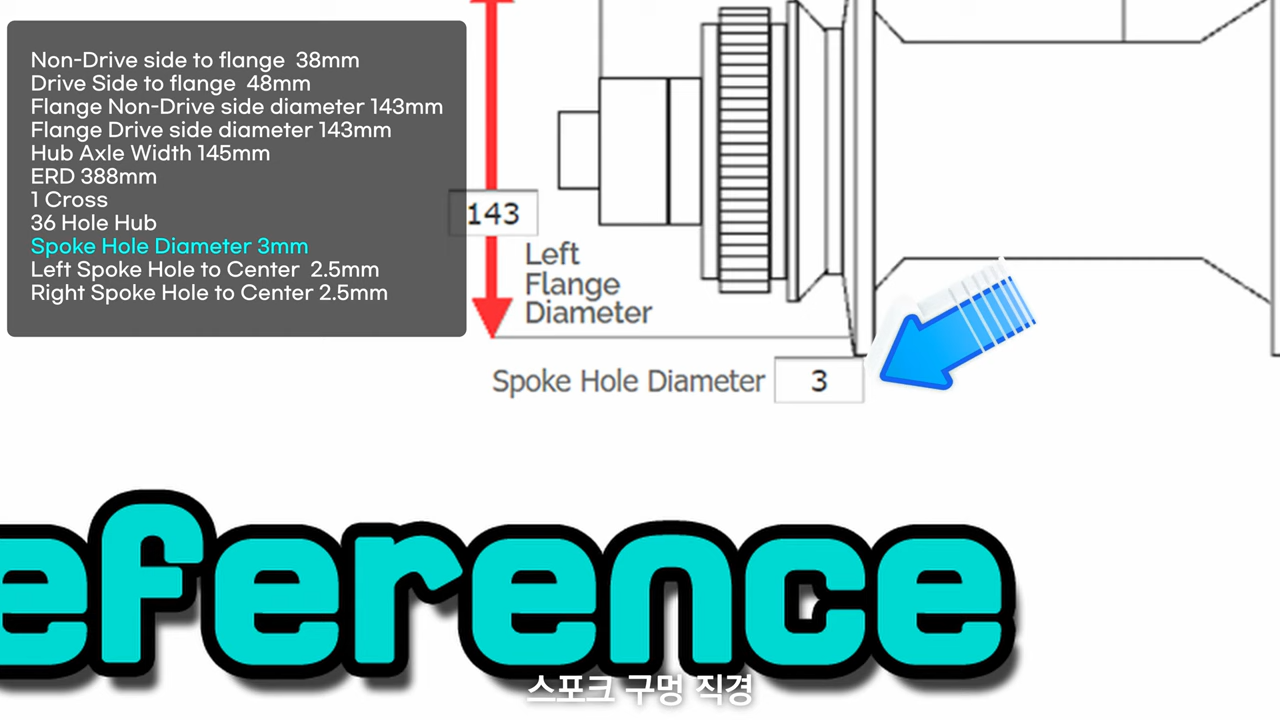 Non-Drive side to flange 38mm
Drive Side to flange 48mm
Flange Non-Drive side diameter 143mm
Flange Drive side diameter 143mm
Hub Axle Width 145mm
ERD 388mm
1 Cross
36 Hole Hub
Spoke Hole Diameter 3mm
Left Spoke Hole to Center 2.5mm
Right Spoke Hole to Center 2.5mm
143
Left
Flange
Diameter
Spoke Hole Diameter 3
eference
스포크 구멍 직경